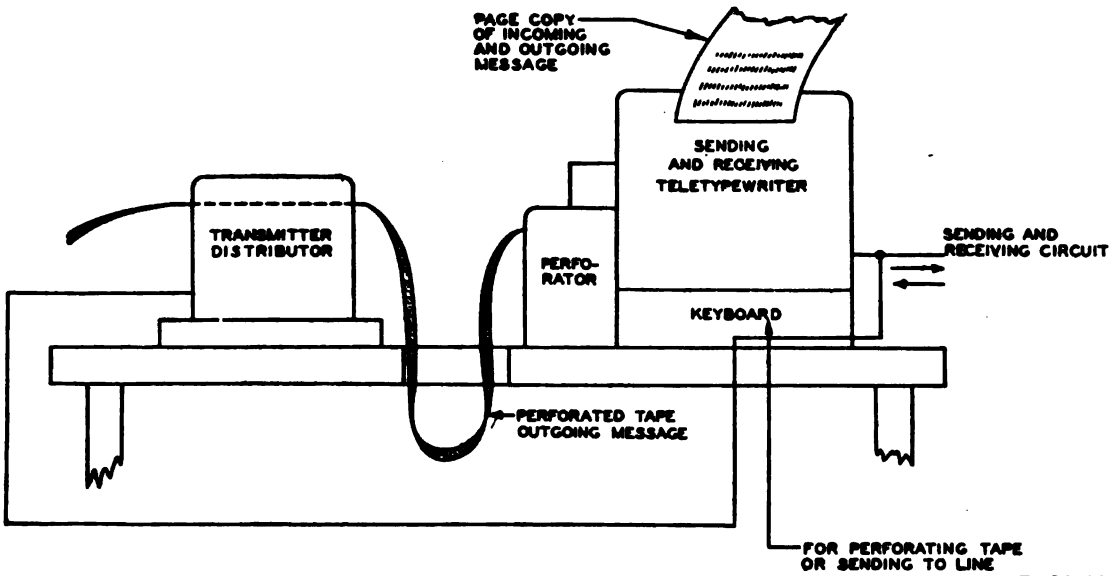 PAGE COPY
OF INCOMING
AND OUTGOING
MESSAGE
SENDING
AND RECEIVING
TELETYPEWRITER
TRANSMITTER
DISTRIBUTOR
PERFO-
RATOR
SENDING AND
RECEIVING CIRCUIT
KEYBOARD
PERFORATED TAPE
OUTGOING MESSAGE
FOR PERFORATING TAPE
OR SENDING TO LINE